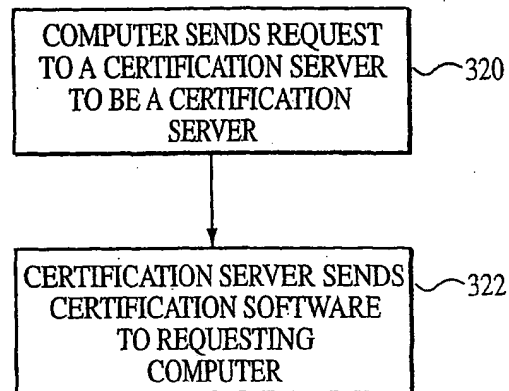 COMPUTER SENDS REQUEST
TO A CERTIFICATION SERVER
TO BE A CERTIFICATION
SERVER
320
CERTIFICATION SERVER SENDS
CERTIFICATION SOFTWARE
TO REQUESTING
COMPUTER
322